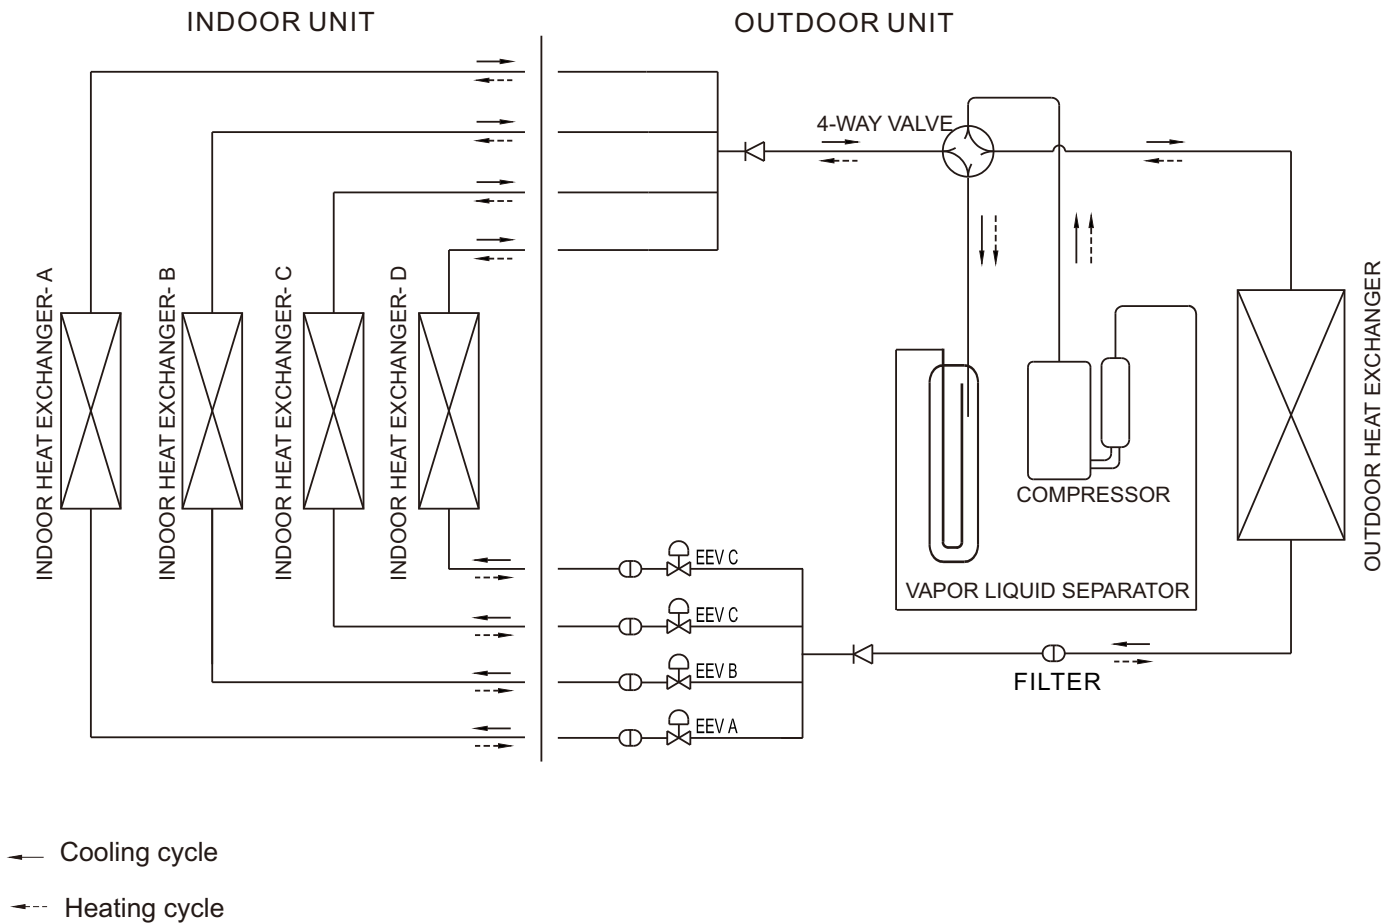 INDOOR UNIT
OUTDOOR UNIT
4-WAY VALVE
INDOOR HEAT EXCHANGER- A
INDOOR HEAT EXCHANGER- B
INDOOR HEAT EXCHANGER- C
INDOOR HEAT EXCHANGER- D
OUTDOOR HEAT EXCHANGER
COMPRESSOR
EEV C
VAPOR LIQUID SEPARATOR
EEV C
EEV B
FILTER
EEV A
Cooling cycle
Heating cycle